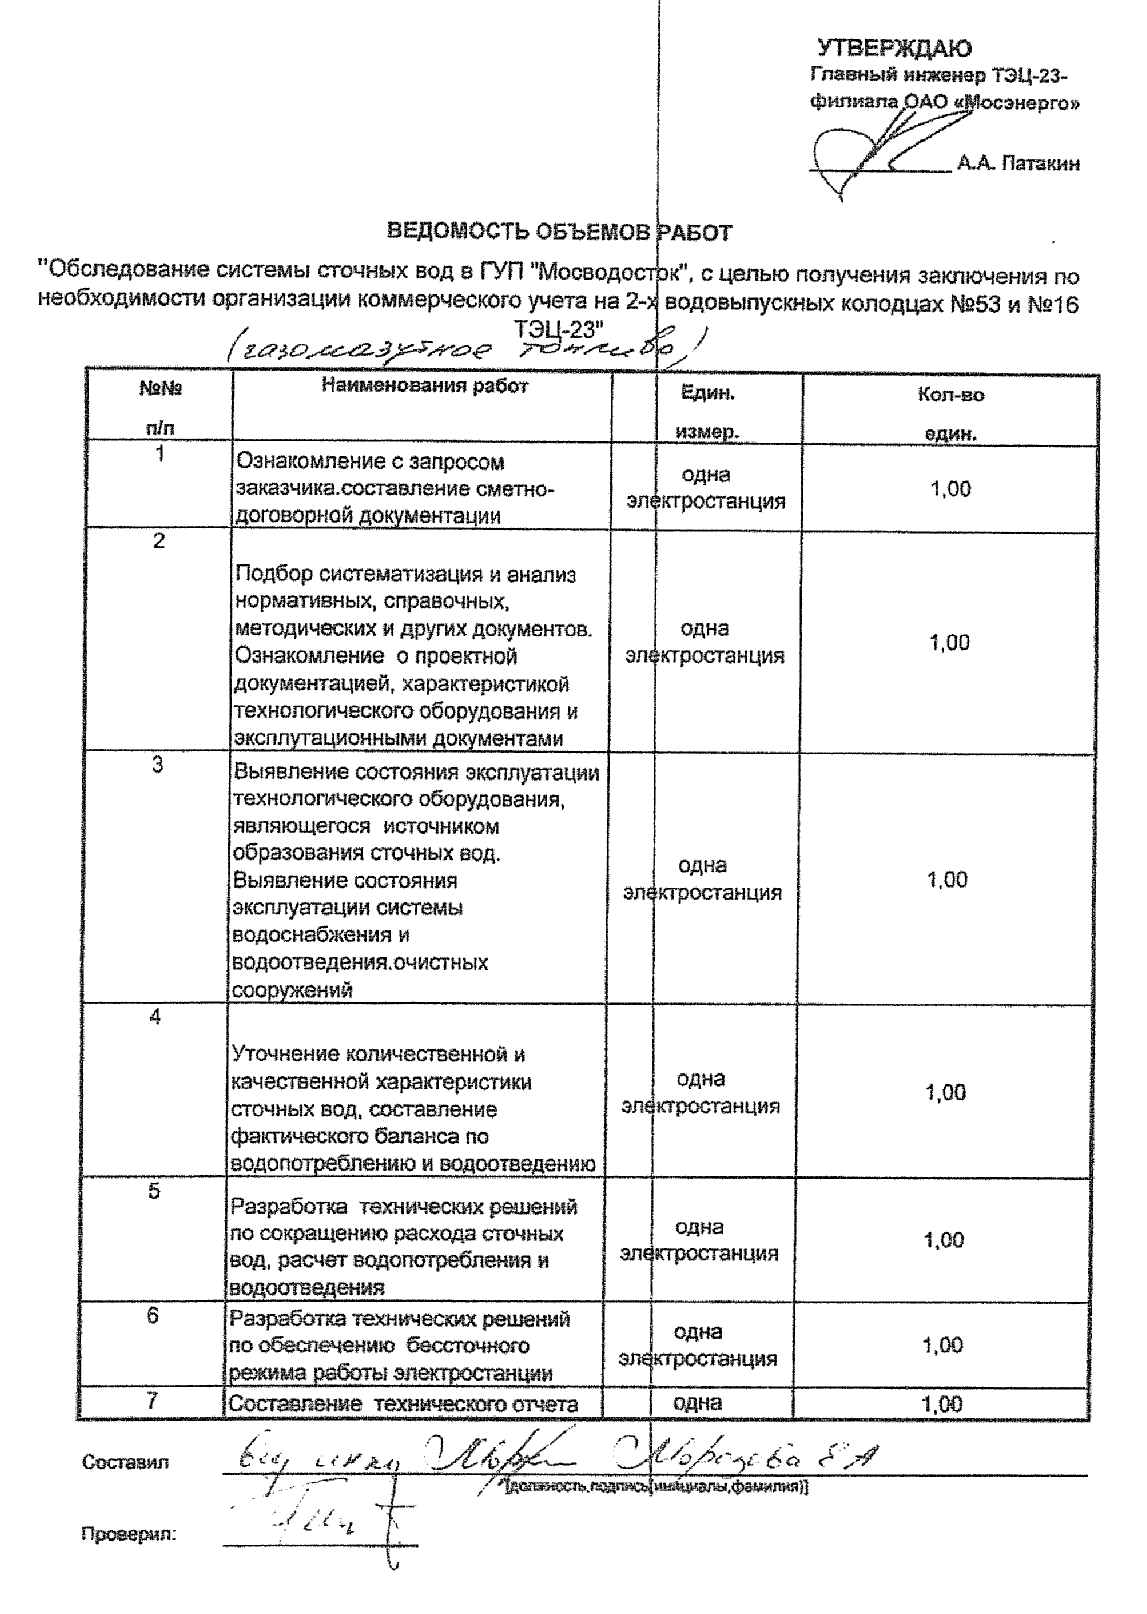 УТВЕРЖДАЮ
Главный инженер ТЭЦ-23-
филиала ОАО «Мосэнерго»
А.А. Патакин
ВЕДОМОСТЬ ОБЪЕМОВ РАБОТ
"Обследование системы сточных вод в ГУП "Мосводосток", с целью получения заключения по
необходимости организации коммерческого учета на 2-х водовыпускных колодцах №53 и №16
ТЭЦ-23"
(газомазутное топливо)
№№ Наименования работ Един. Кол-во
п/п измер. един.
1
Ознакомление с запросом
заказчика.составление сметно-
договорной документации
одна
электростанция
1,00
2
Подбор систематизация и анализ
нормативных, справочных,
методических и других документов.
Ознакомление о проектной
документацией, характеристикой
технологического оборудования и
эксплутационными документами
одна
электростанция
1,00
3
Выявление состояния эксплуатации
технологического оборудования,
являющегося источником
образования сточных вод.
Выявление состояния
эксплуатации системы
водоснабжения и
водоотведения.очистных
сооружений
одна
электростанция
1,00
4
Уточнение количественной и
качественной характеристики
сточных вод, составление
фактического баланса по
водопотреблению и водоотведению
одна
электростанция
1,00
5
Разработка технических решений
по сокращению расхода сточных
вод, расчет водопотребления и
водоотведения
одна
электростанция
1,00
6
Разработка технических решений
по обеспечению бессточного
режима работы электростанции
одна
электростанция
1,00
7 Составление технического отчета одна 1,00
Составил Морозова Е А
[должность,подпись(инициалы,фамилия)]
Проверил: